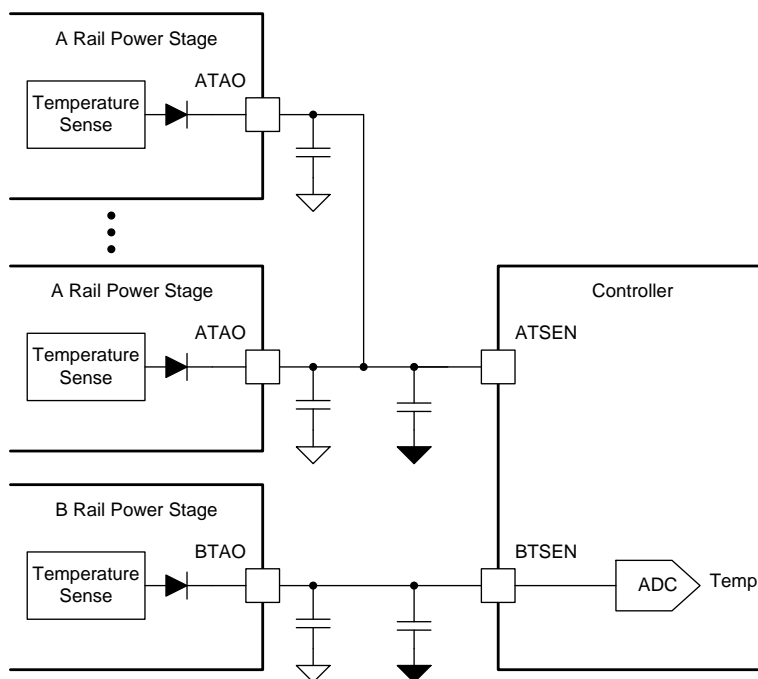 A Rail Power Stage
ATAO
Temperature
Sense
A Rail Power Stage
ATAO
Temperature
Sense
Controller
ATSEN
B Rail Power Stage
BTAO
Temperature
Sense
BTSEN
ADC
Temp